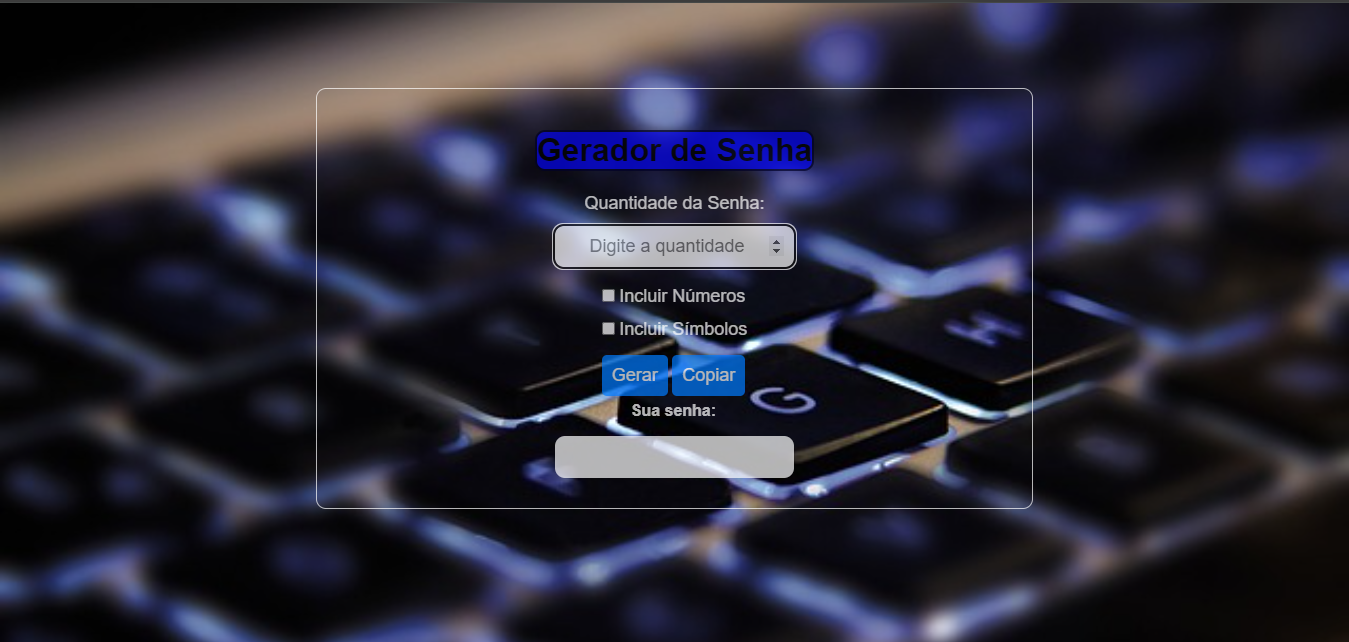 Gerador de Senha
Quantidade da Senha:
Digite a quantidade
Incluir Números
Incluir Símbolos
Gerar Copiar
Sua senha:
H
G